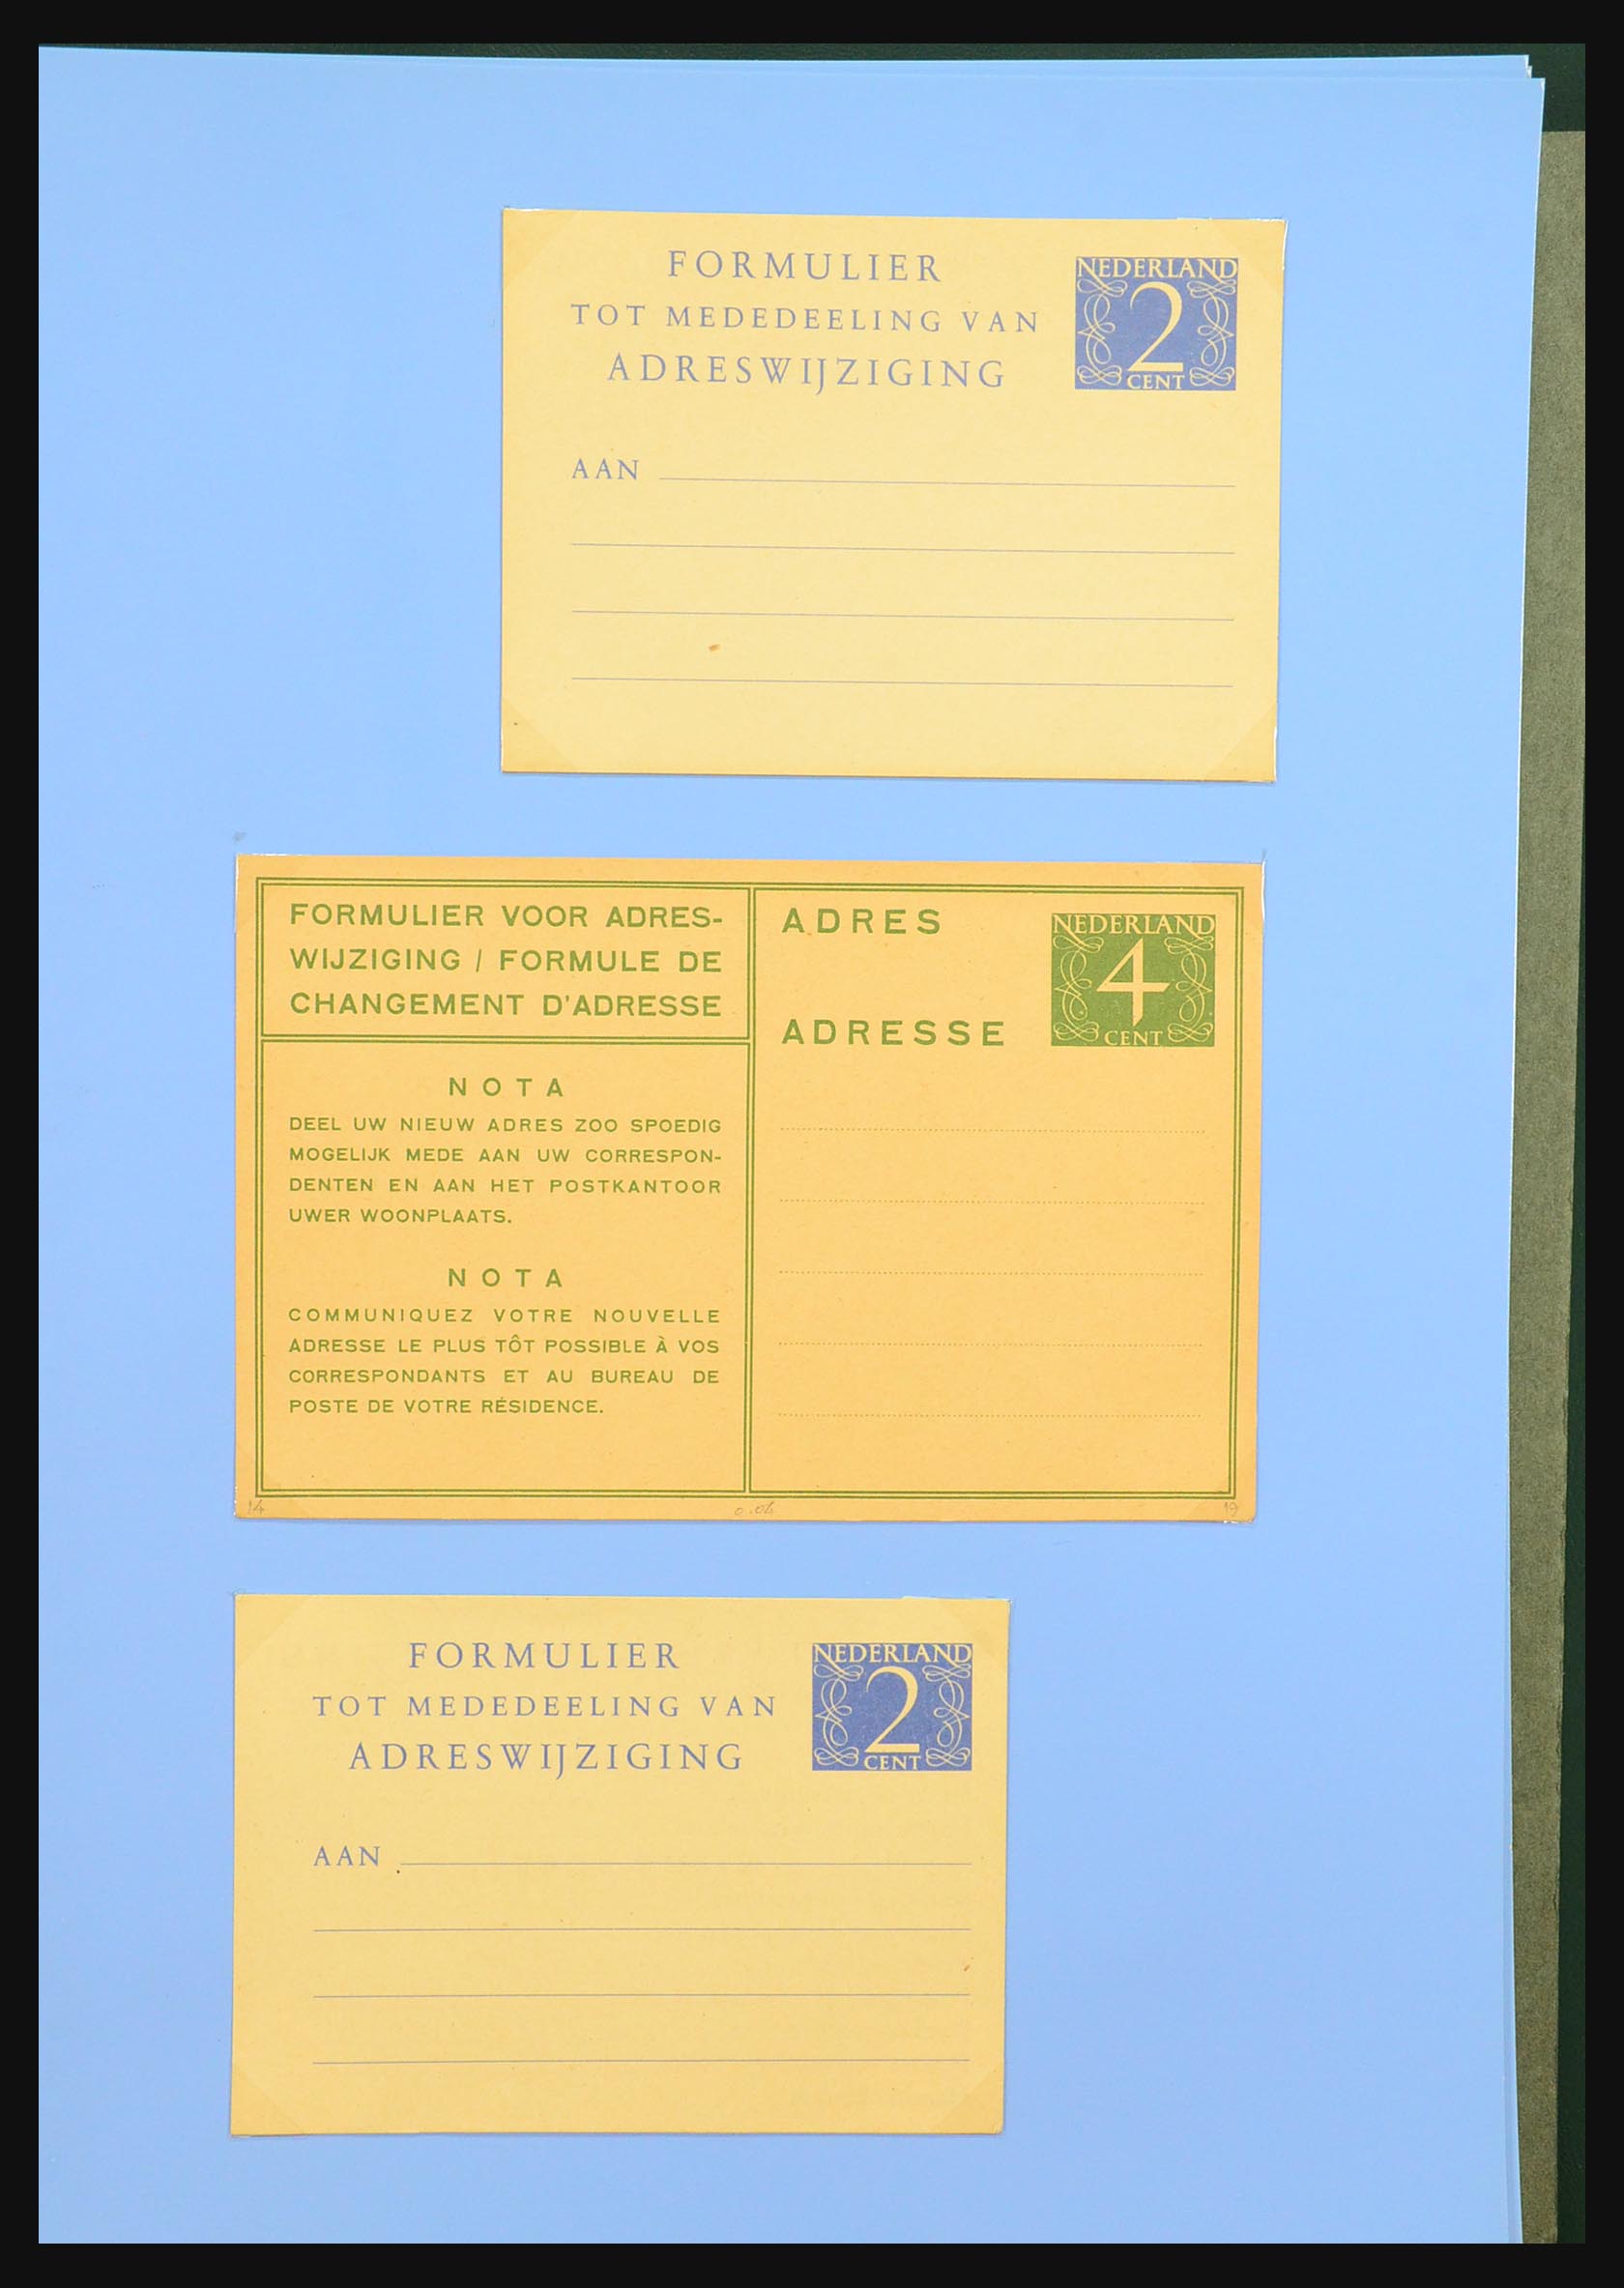 FORMULIER
TOT MEDEDEELING VAN
ADRESWIJZIGING
NEDERLAND
2
CENT
AAN
FORMULIER VOOR ADRES-
WIJZIGING / FORMULE DE
CHANGEMENT D'ADRESSE
NOTA
DEEL UW NIEUW ADRES ZOO SPOEDIG
MOGELIJK MEDE AAN UW CORRESPON-
DENTEN EN AAN HET POSTKANTOOR
UWER WOONPLAATS.
NOTA
COMMUNIQUEZ VOTRE NOUVELLE
ADRESSE LE PLUS TÔT POSSIBLE À VOS
CORRESPONDANTS ET AU BUREAU DE
POSTE DE VOTRE RÉSIDENCE.
ADRES
ADRESSE
NEDERLAND
4
CENT
14
19
FORMULIER
TOT MEDEDEELING VAN
ADRESWIJZIGING
NEDERLAND
2
CENT
AAN